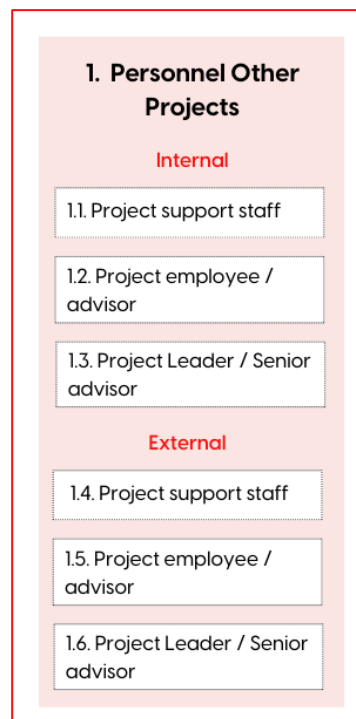 1. Personnel Other
Projects
Internal
1.1. Project support staff
1.2. Project employee /
advisor
1.3. Project Leader / Senior
advisor
External
1.4. Project support staff
1.5. Project employee /
advisor
1.6. Project Leader / Senior
advisor